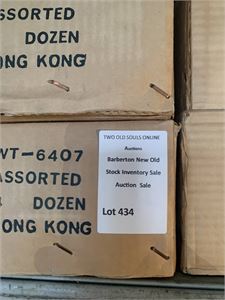 ASSORTED
DOZEN
ONG KONG
WT-6407
ASSORTED
DOZEN
ONG KONG
TWO OLD SOULS ONLINE
Auctions
Barberton New Old
Stock Inventory Sale
Auction Sale
Lot 434